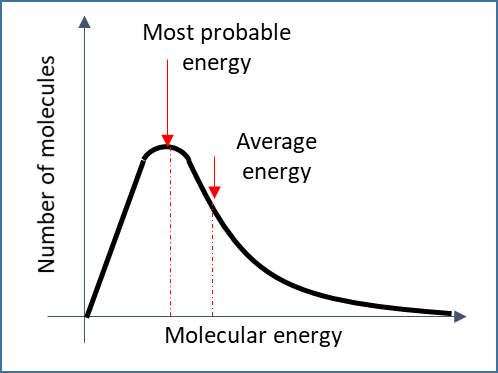 Most probable
energy
Average
energy
Number of molecules
Molecular energy